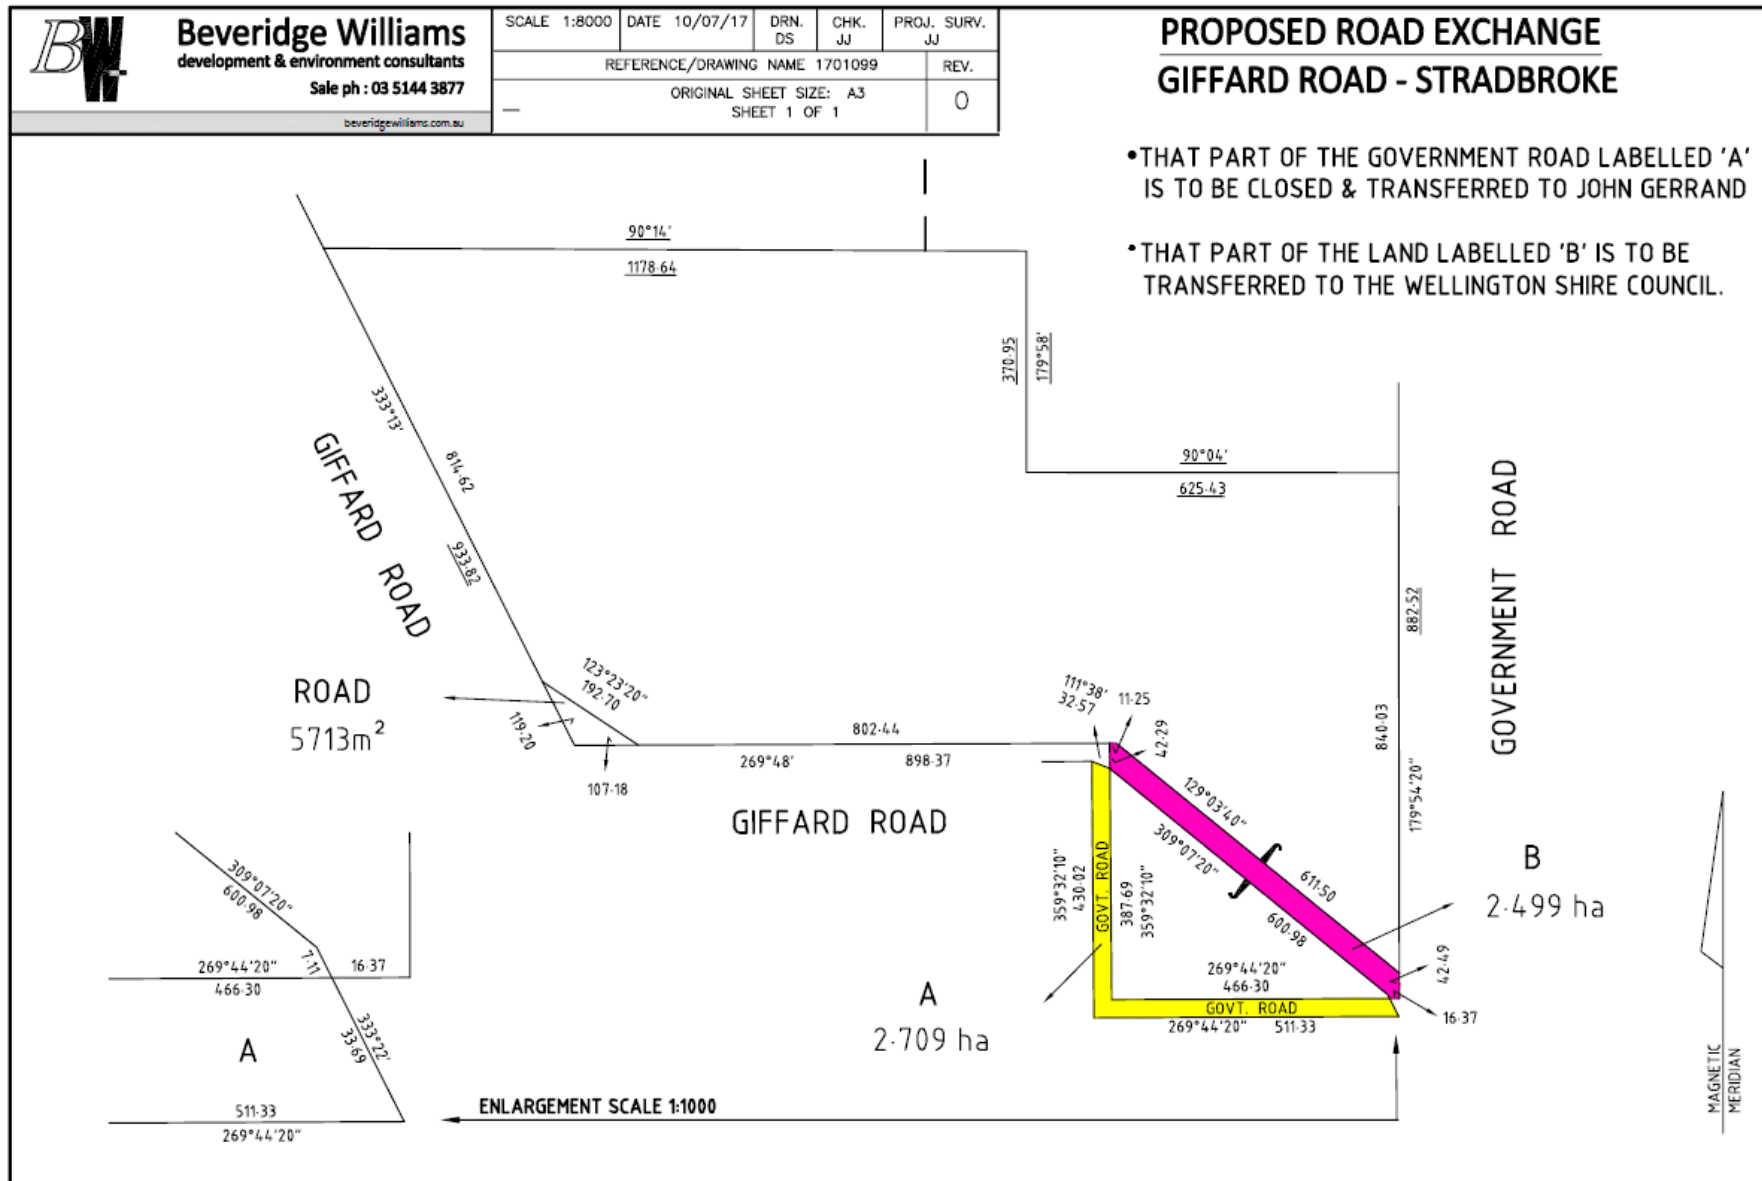 BW
Beveridge Williams
development & environment consultants
Sale ph : 03 5144 3877
beveridgewilliams.com.au
SCALE 1:8000
DATE 10/07/17
DRN.
DS
CHK.
JJ
PROJ. SURV.
JJ
REFERENCE/DRAWING NAME 1701099
REV.
ORIGINAL SHEET SIZE: A3
SHEET 1 OF 1
0
PROPOSED ROAD EXCHANGE
GIFFARD ROAD - STRADBROKE
•THAT PART OF THE GOVERNMENT ROAD LABELLED 'A'
IS TO BE CLOSED & TRANSFERRED TO JOHN GERRAND
•THAT PART OF THE LAND LABELLED 'B' IS TO BE
TRANSFERRED TO THE WELLINGTON SHIRE COUNCIL.
90°14'
1178·64
370·95
179°58'
90°04'
625·43
333°13'
814·62
933·82
GIFFARD ROAD
GOVERNMENT ROAD
882·52
840·03
179°54'20"
ROAD
5713m²
123°23'20"
192·70
119·20
107·18
802·44
269°48'
898·37
GIFFARD ROAD
111°38'
32·57
11·25
42·29
129°03'40"
309°07'20"
611·50
600·98
359°32'10"
430·02
GOVT. ROAD
387·69
359°32'10"
B
2·499 ha
42·49
16·37
269°44'20"
466·30
GOVT. ROAD
269°44'20"
511·33
A
2·709 ha
309°07'20"
600·98
7·11
269°44'20"
16·37
466·30
333°22'
33·69
A
511·33
269°44'20"
ENLARGEMENT SCALE 1:1000
MAGNETIC
MERIDIAN